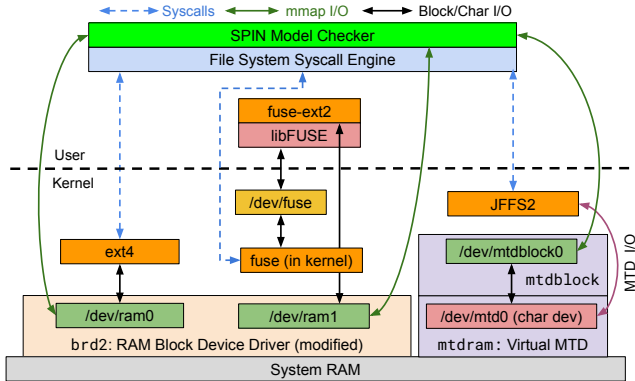 Syscalls
mmap I/O
Block/Char I/O
SPIN Model Checker
File System Syscall Engine
fuse-ext2
libFUSE
User
Kernel
/dev/fuse
JFFS2
ext4
fuse (in kernel)
/dev/mtdblock0
MTD I/O
mtdblock
/dev/ram0
/dev/ram1
/dev/mtd0 (char dev)
brd2: RAM Block Device Driver (modified)
mtdram: Virtual MTD
System RAM